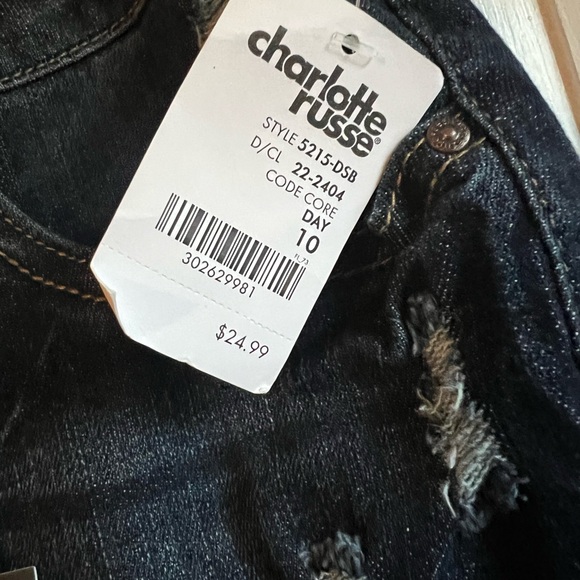 charlotte
russe®
STYLE 5215-DSB
D/CL 22-2404
CODE CORE
DAY
10
302629981
$24.99